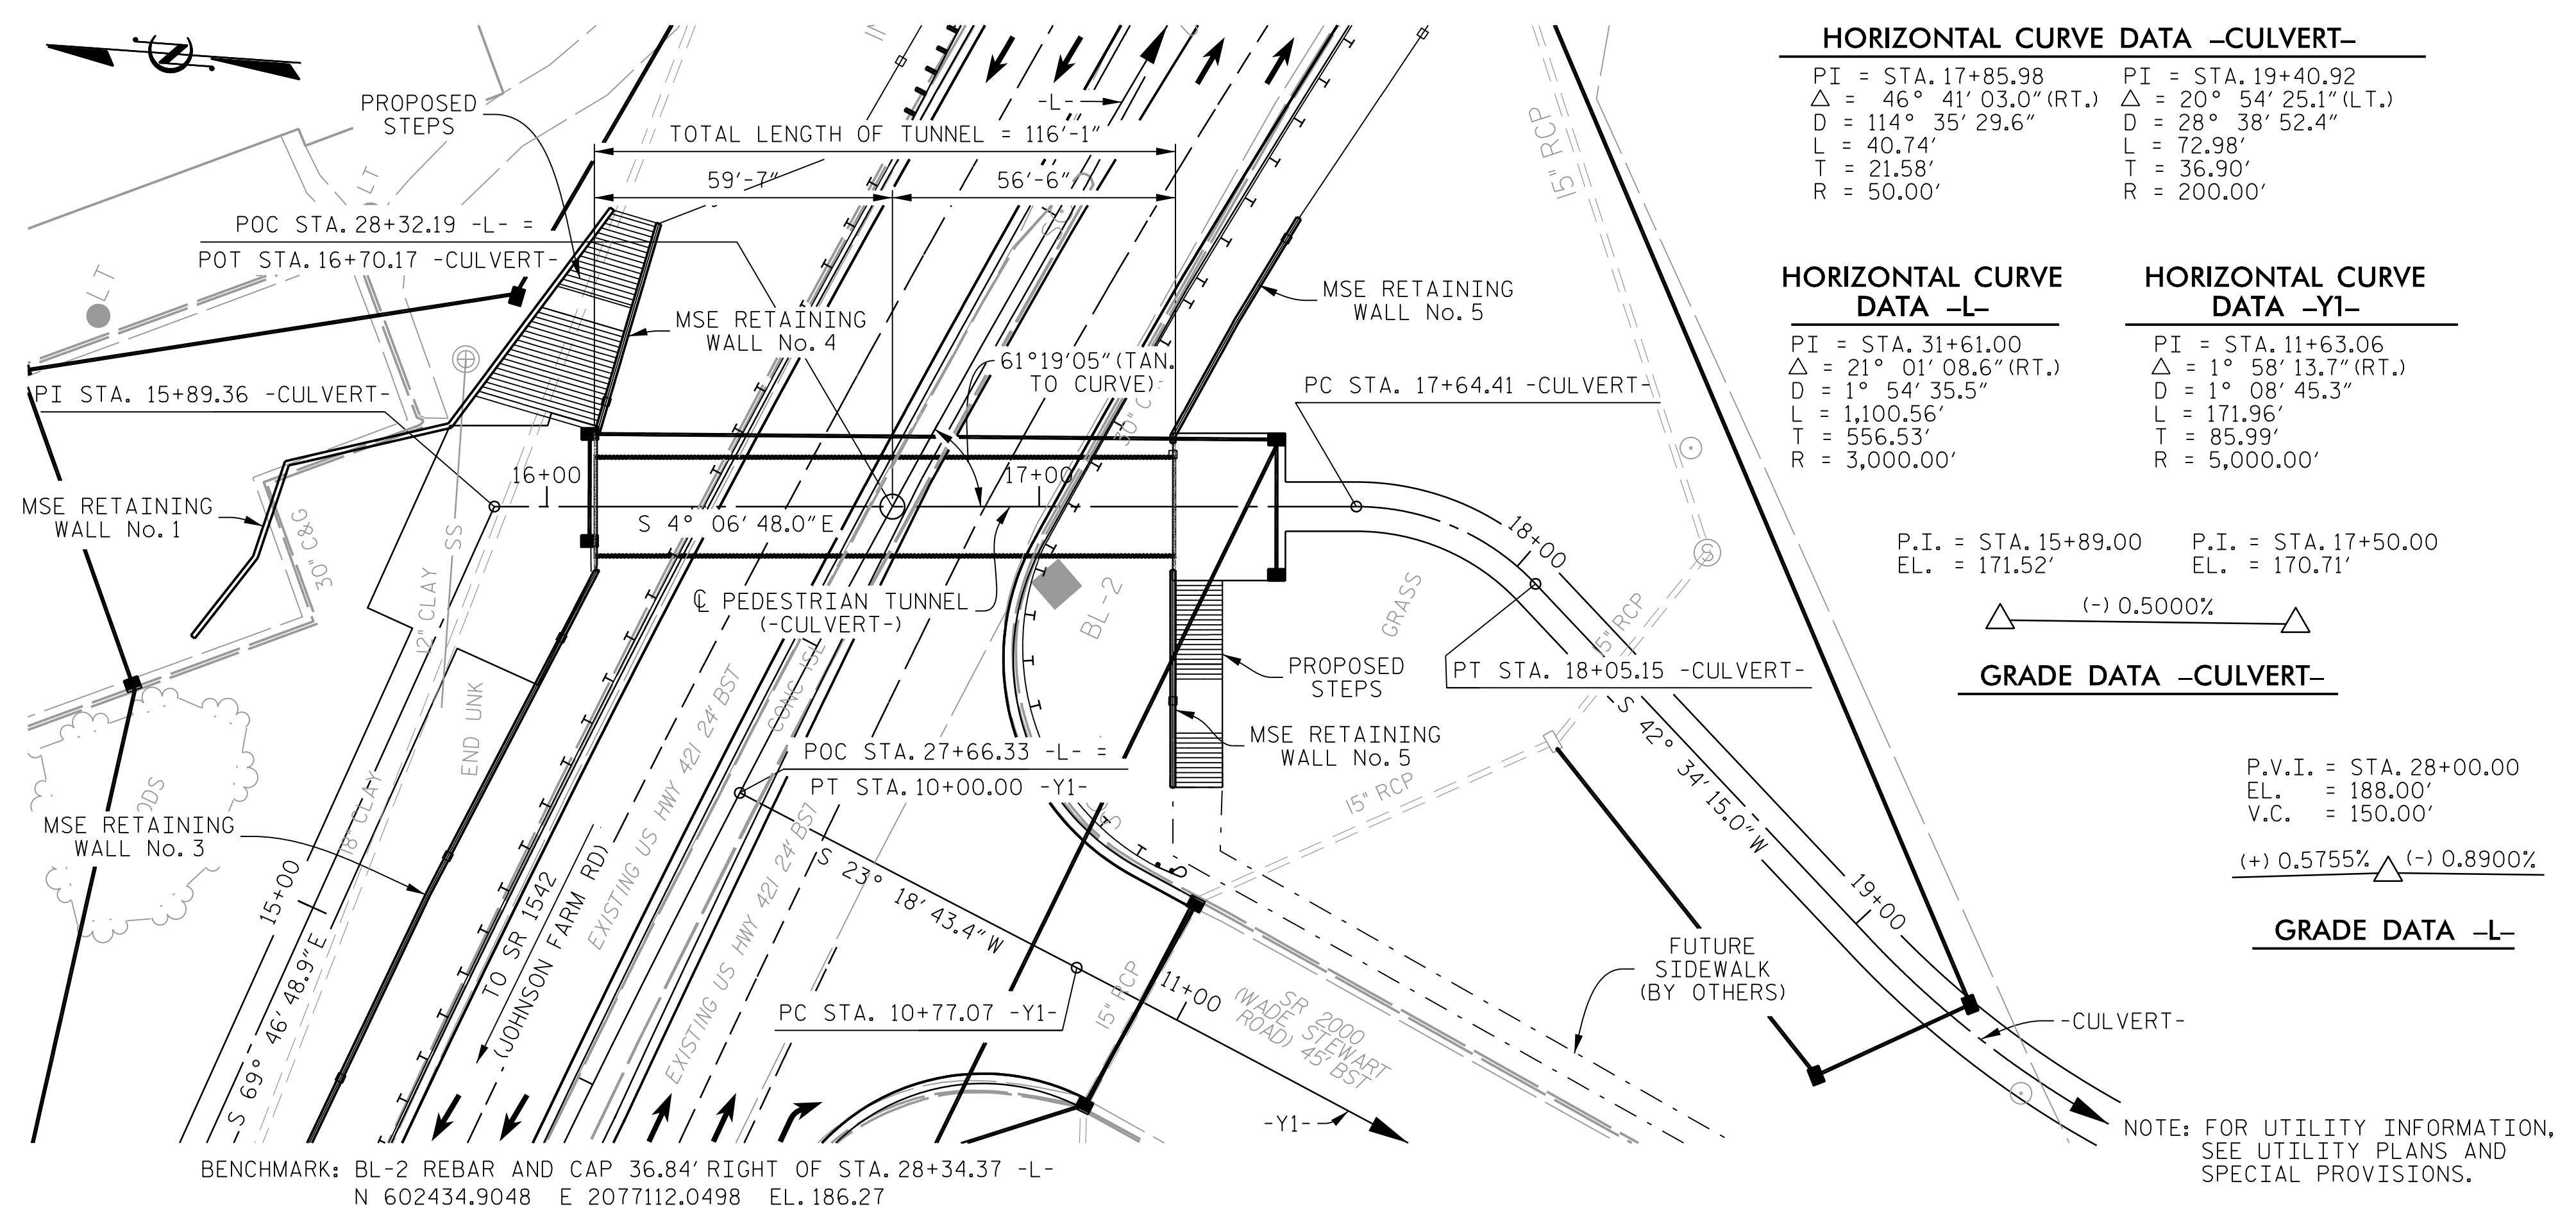 HORIZONTAL CURVE DATA –CULVERT–
PI = STA. 17+85.98
△ = 46° 41′ 03.0″ (RT.)
D = 114° 35′ 29.6″
L = 40.74′
T = 21.58′
R = 50.00′
PI = STA. 19+40.92
△ = 20° 54′ 25.1″ (LT.)
D = 28° 38′ 52.4″
L = 72.98′
T = 36.90′
R = 200.00′
HORIZONTAL CURVE
DATA –L–
PI = STA. 31+61.00
△ = 21° 01′ 08.6″ (RT.)
D = 1° 54′ 35.5″
L = 1,100.56′
T = 556.53′
R = 3,000.00′
HORIZONTAL CURVE
DATA –Y1–
PI = STA. 11+63.06
△ = 1° 58′ 13.7″ (RT.)
D = 1° 08′ 45.3″
L = 171.96′
T = 85.99′
R = 5,000.00′
P.I. = STA. 15+89.00
EL. = 171.52′
P.I. = STA. 17+50.00
EL. = 170.71′
(-) 0.5000%
GRADE DATA –CULVERT–
P.V.I. = STA. 28+00.00
EL. = 188.00′
V.C. = 150.00′
(+) 0.5755%
(-) 0.8900%
GRADE DATA –L–
PROPOSED
STEPS
-L-
TOTAL LENGTH OF TUNNEL = 116′-1″
59′-7″
56′-6″
LT
LT
POC STA. 28+32.19 -L- =
POT STA. 16+70.17 -CULVERT-
MSE RETAINING
WALL No. 4
MSE RETAINING
WALL No. 5
61°19′05″ (TAN.
TO CURVE)
15" RCP
PI STA. 15+89.36 -CULVERT-
PC STA. 17+64.41 -CULVERT-
30" C
16+00
17+00
18+00
MSE RETAINING
WALL No. 1
S 4° 06′ 48.0″ E
30" C&G
SS
12" CLAY
℄ PEDESTRIAN TUNNEL
(-CULVERT-)
BL-2
GRASS
15" RCP
PROPOSED
STEPS
PT STA. 18+05.15 -CULVERT-
END UNK
EXISTING US HWY 421 24' BST
CONC ISL
MSE RETAINING
WALL No. 5
POC STA. 27+66.33 -L- =
PT STA. 10+00.00 -Y1-
S 42° 34′ 15.0″ W
15" RCP
MSE RETAINING
WALL No. 3
18" CLAY
EXISTING US HWY 421 24' BST
S 23° 18′ 43.4″ W
15+00
TO SR 1542
(JOHNSON FARM RD)
19+00
FUTURE
SIDEWALK
(BY OTHERS)
S 69° 46′ 48.9″ E
PC STA. 10+77.07 -Y1-
15" RCP
11+00
SR 2000
(WADE STEWART
ROAD) 45' BST
-CULVERT-
-Y1-
NOTE: FOR UTILITY INFORMATION,
SEE UTILITY PLANS AND
SPECIAL PROVISIONS.
BENCHMARK: BL-2 REBAR AND CAP 36.84′ RIGHT OF STA. 28+34.37 -L-
N 602434.9048 E 2077112.0498 EL. 186.27